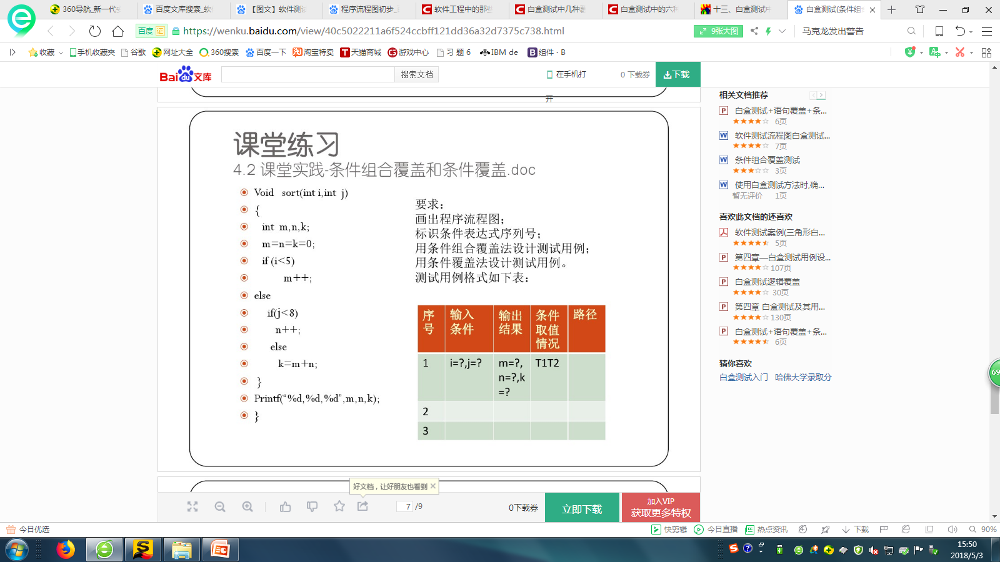 360导航_新一代
百度文库搜索_软
【图文】软件测试
程序流程图初步_
软件工程中的那些
白盒测试中几种
白盒测试中的六种
十三、白盒测试中
白盒测试(条件组
百度 证
https://wenku.baidu.com/view/40c5022211a6f524ccbff121dd36a32d7375c738.html
9张大图
马克龙发出警告
收藏
手机收藏夹
谷歌
网址大全
360搜索
百度一下
淘宝特卖
天猫商城
游戏中心
习 题 6
IBM de
组件 · B
Baidu文库
搜索文档
在手机打
开
0 下载券
下载
课堂练习
4.2 课堂实践-条件组合覆盖和条件覆盖.doc
Void sort(int i,int j)
{
int m,n,k;
m=n=k=0;
if (i<5)
m++;
else
if(j<8)
n++;
else
k=m+n;
}
Printf(“%d,%d,%d”,m,n,k);
}
要求：
画出程序流程图；
标识条件表达式序列号；
用条件组合覆盖法设计测试用例；
用条件覆盖法设计测试用例。
测试用例格式如下表：
序号 输入条件 输出结果 条件取值情况 路径
1 i=?,j=? m=?,n=?,k=? T1T2
2
3
相关文档推荐
白盒测试+语句覆盖+条...
6页
软件测试流程图白盒测试...
7页
条件组合覆盖测试
3页
使用白盒测试方法时,确...
暂无评价 1页
喜欢此文档的还喜欢
软件测试案例(三角形白...
5页
第四章—白盒测试用例设...
107页
白盒测试逻辑覆盖
30页
第四章 白盒测试及其用...
130页
白盒测试+语句覆盖+条...
6页
猜你喜欢
白盒测试入门 哈佛大学录取分
69
好文档，让好朋友也看到
7 /9
0下载券
立即下载
加入VIP
获取更多特权
今日优选
快剪辑
今日直播
热点资讯
下载
90%
15:50
2018/5/3